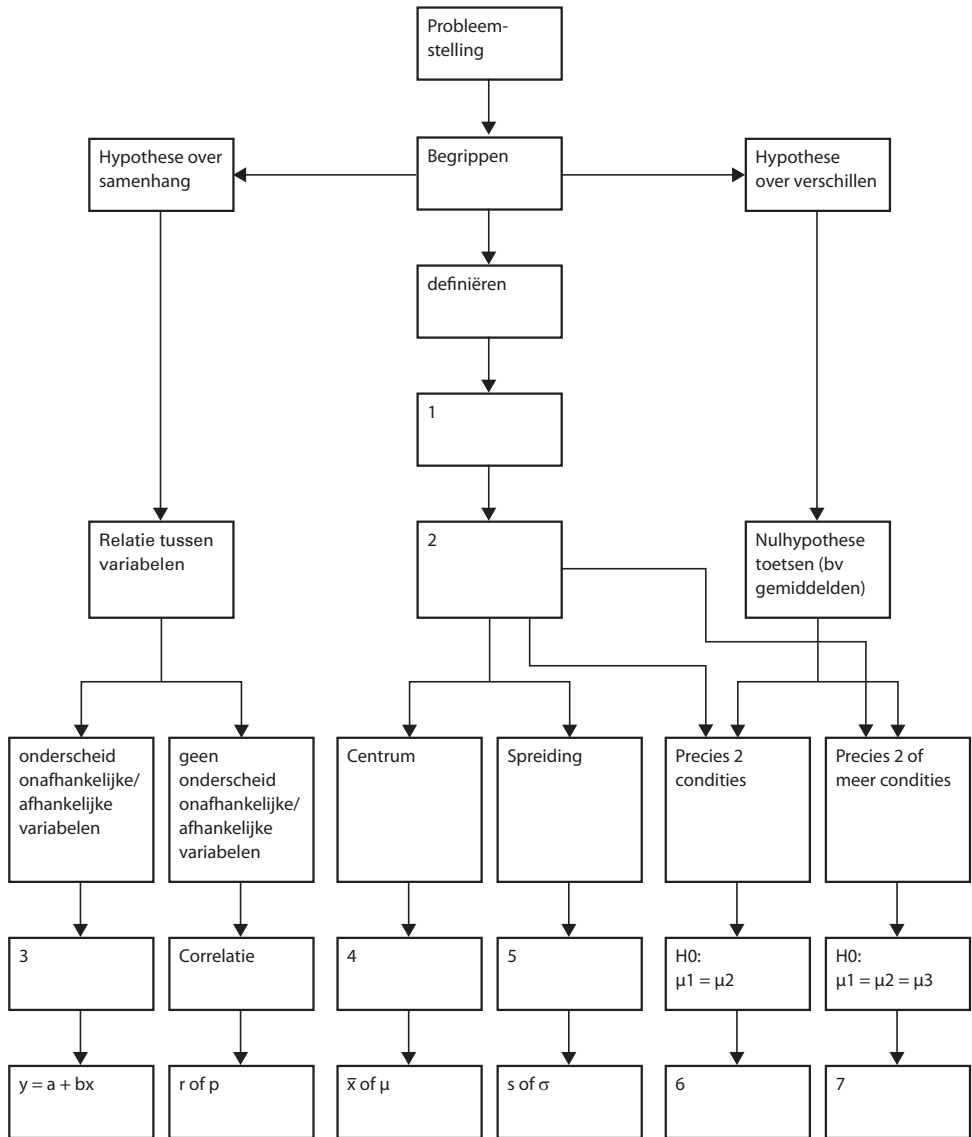 Probleem-
stelling
Hypothese over
samenhang
Begrippen
Hypothese
over verschillen
definiëren
1
Relatie tussen
variabelen
2
Nulhypothese
toetsen (bv
gemiddelden)
onderscheid
onafhankelijke/
afhankelijke
variabelen
geen
onderscheid
onafhankelijke/
afhankelijke
variabelen
Centrum
Spreiding
Precies 2
condities
Precies 2 of
meer condities
3
Correlatie
4
5
H0:
μ1 = μ2
H0:
μ1 = μ2 = μ3
y = a + bx
r of p
x̅ of μ
s of σ
6
7